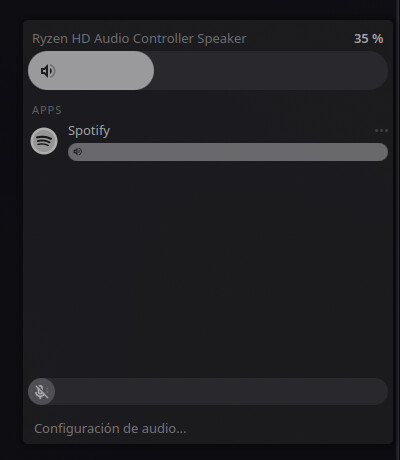 Ryzen HD Audio Controller Speaker 35 %
APPS
Spotify
Configuración de audio...